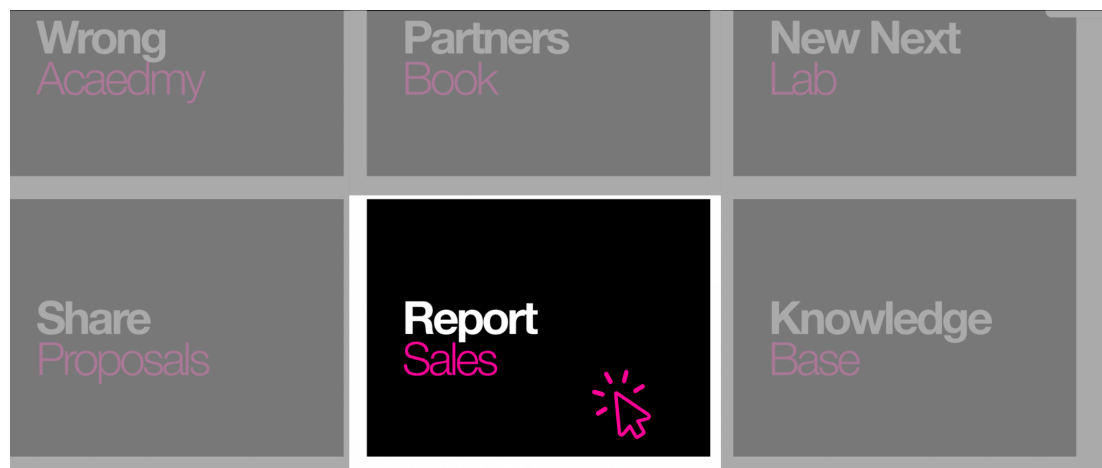 Wrong
Acaedmy
Partners
Book
New Next
Lab
Share
Proposals
Report
Sales
Knowledge
Base